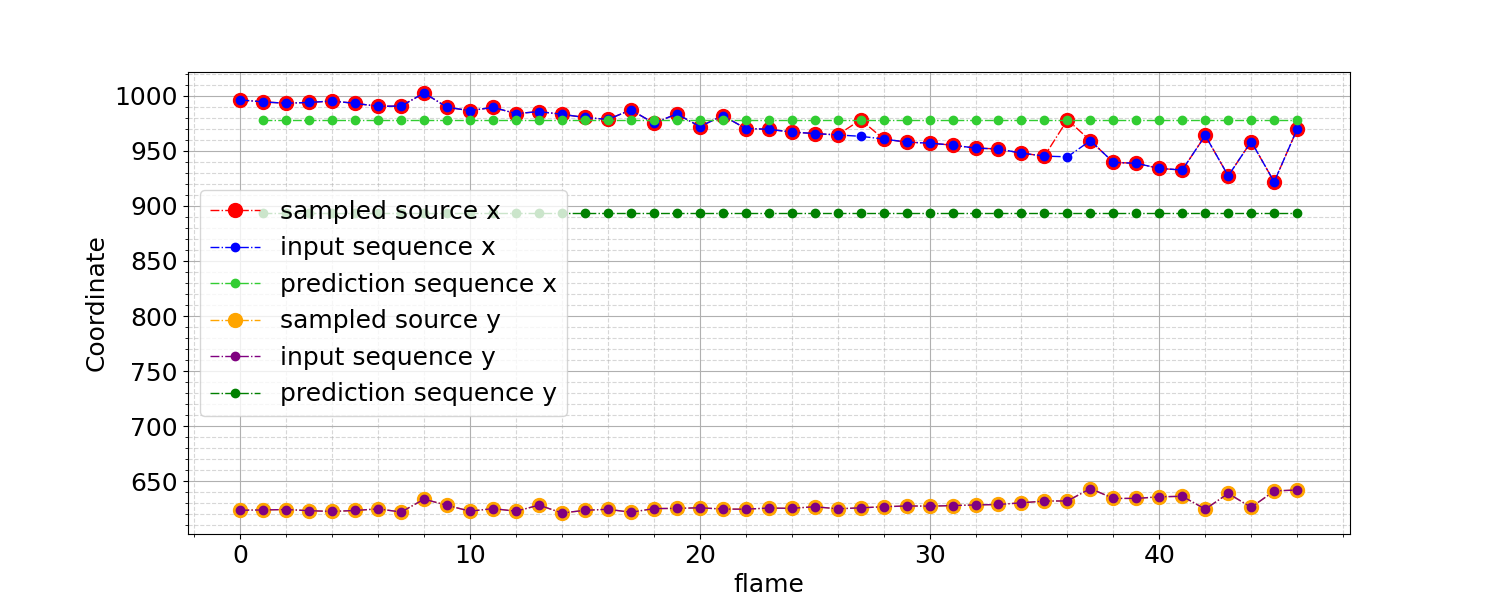 1000
950
900
850
800
750
700
650
Coordinate
sampled source x
input sequence x
prediction sequence x
sampled source y
input sequence y
prediction sequence y
0 10 20 30 40
flame